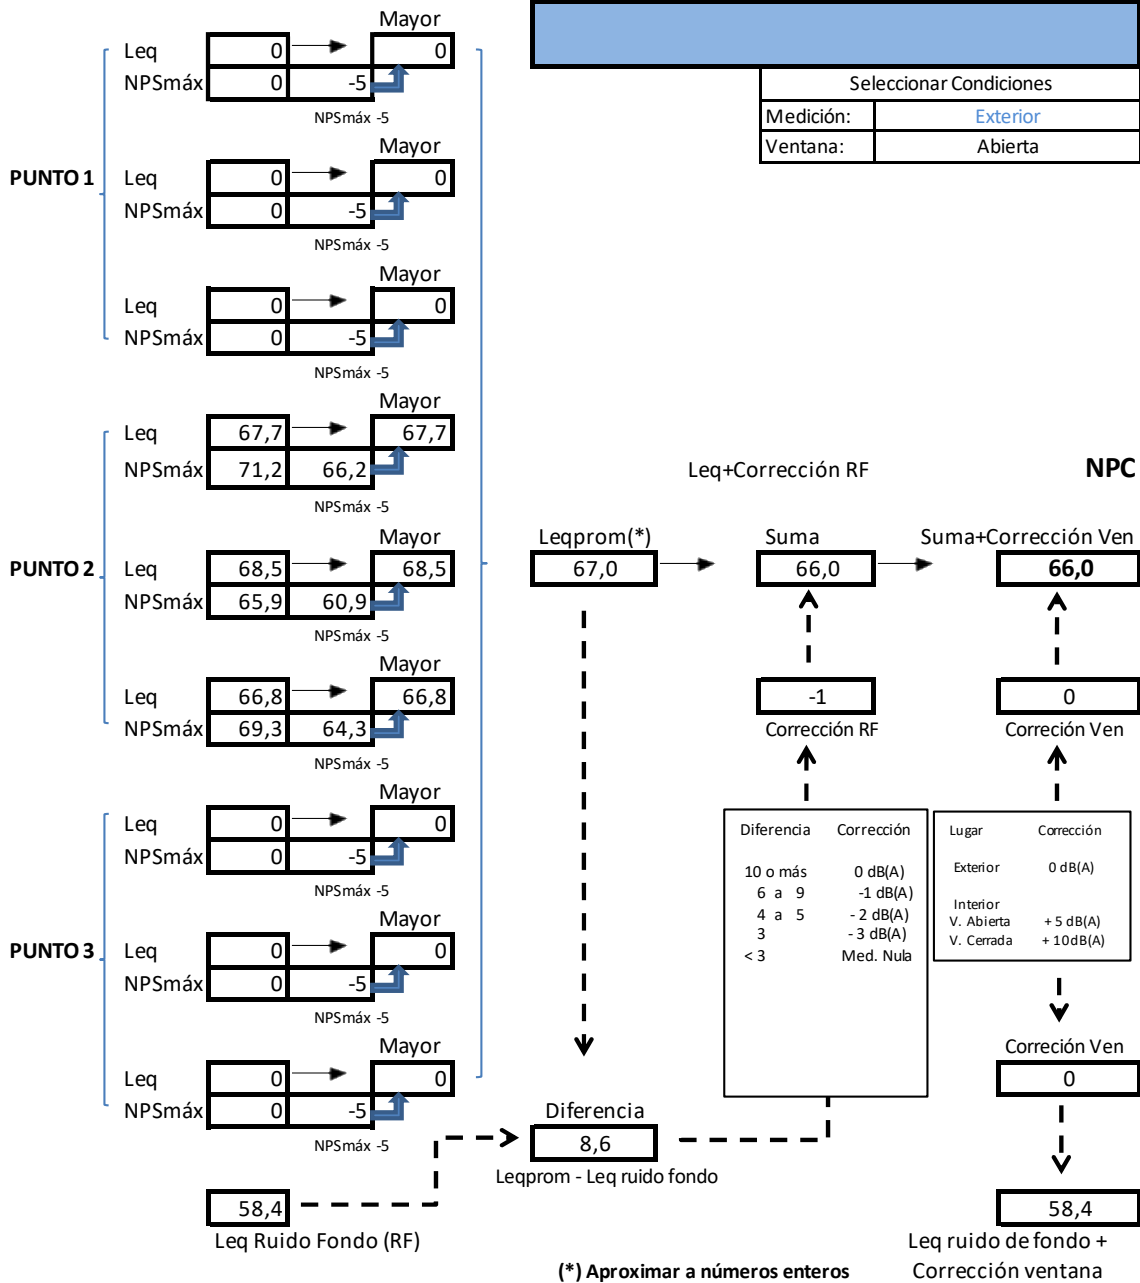 Mayor
Leq 0 0
NPSmáx 0 -5
NPSmáx -5
Mayor
PUNTO 1 Leq 0 0
NPSmáx 0 -5
NPSmáx -5
Mayor
Leq 0 0
NPSmáx 0 -5
NPSmáx -5
Seleccionar Condiciones
Medición: Exterior
Ventana: Abierta
Mayor
Leq 67,7 67,7
NPSmáx 71,2 66,2
NPSmáx -5
Mayor
PUNTO 2 Leq 68,5 68,5
NPSmáx 65,9 60,9
NPSmáx -5
Mayor
Leq 66,8 66,8
NPSmáx 69,3 64,3
NPSmáx -5
Mayor
Leq 0 0
NPSmáx 0 -5
NPSmáx -5
Mayor
PUNTO 3 Leq 0 0
NPSmáx 0 -5
NPSmáx -5
Mayor
Leq 0 0
NPSmáx 0 -5
NPSmáx -5
58,4
Leq Ruido Fondo (RF)
Leq+Corrección RF NPC
Leqprom(*) Suma Suma+Corrección Ven
67,0 66,0 66,0
-1 0
Corrección RF Correción Ven
Diferencia Corrección
10 o más 0 dB(A)
6 a 9 -1 dB(A)
4 a 5 - 2 dB(A)
3 - 3 dB(A)
< 3 Med. Nula
Lugar Corrección
Exterior 0 dB(A)
Interior
V. Abierta + 5 dB(A)
V. Cerrada + 10dB(A)
Correción Ven
0
Diferencia
8,6
Leqprom - Leq ruido fondo
58,4
Leq ruido de fondo +
Corrección ventana
(*) Aproximar a números enteros